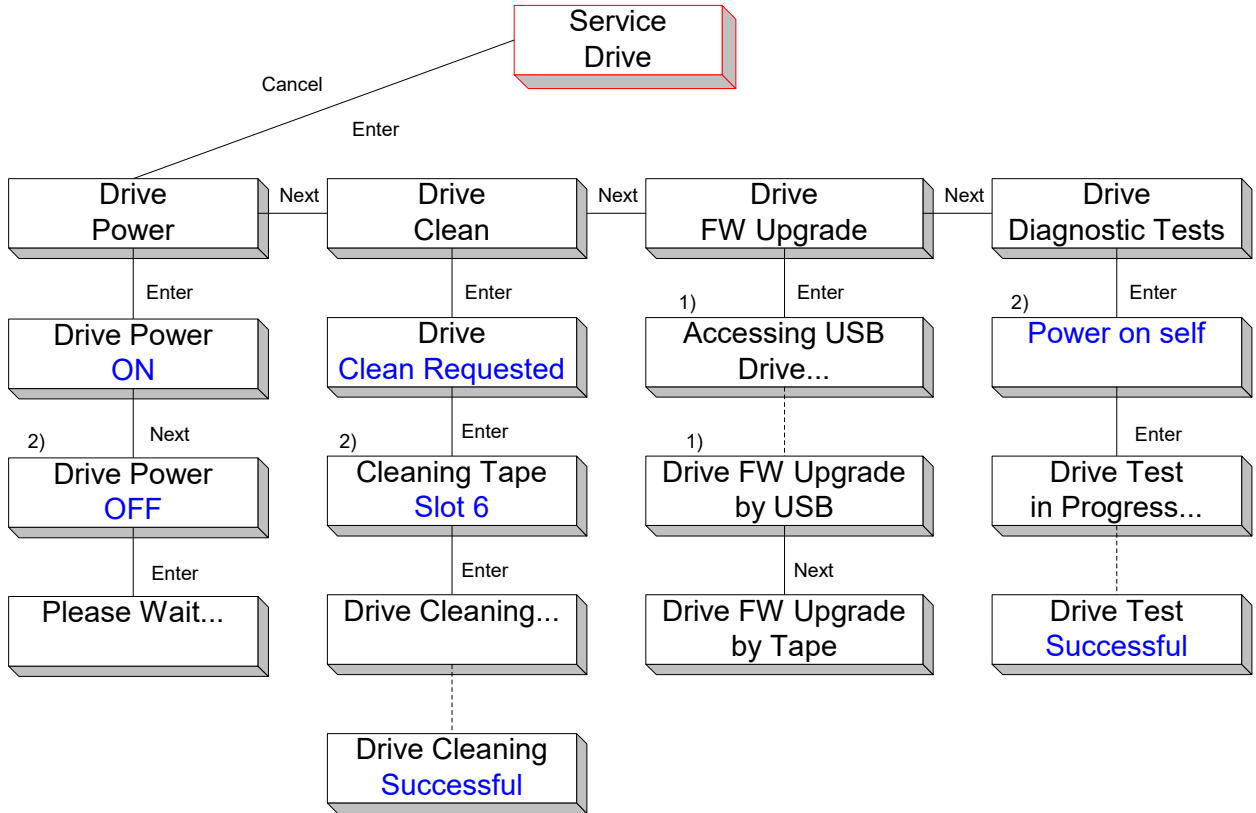 Service
Drive
Cancel
Enter
Drive
Power
Next
Drive
Clean
Next
Drive
FW Upgrade
Next
Drive
Diagnostic Tests
Enter
Enter
1)
Enter
2)
Enter
Drive Power
ON
Drive
Clean Requested
Accessing USB
Drive...
Power on self
2)
Next
2)
Enter
1)
Enter
Drive Power
OFF
Cleaning Tape
Slot 6
Drive FW Upgrade
by USB
Drive Test
in Progress...
Enter
Enter
Next
Please Wait...
Drive Cleaning...
Drive FW Upgrade
by Tape
Drive Test
Successful
Drive Cleaning
Successful